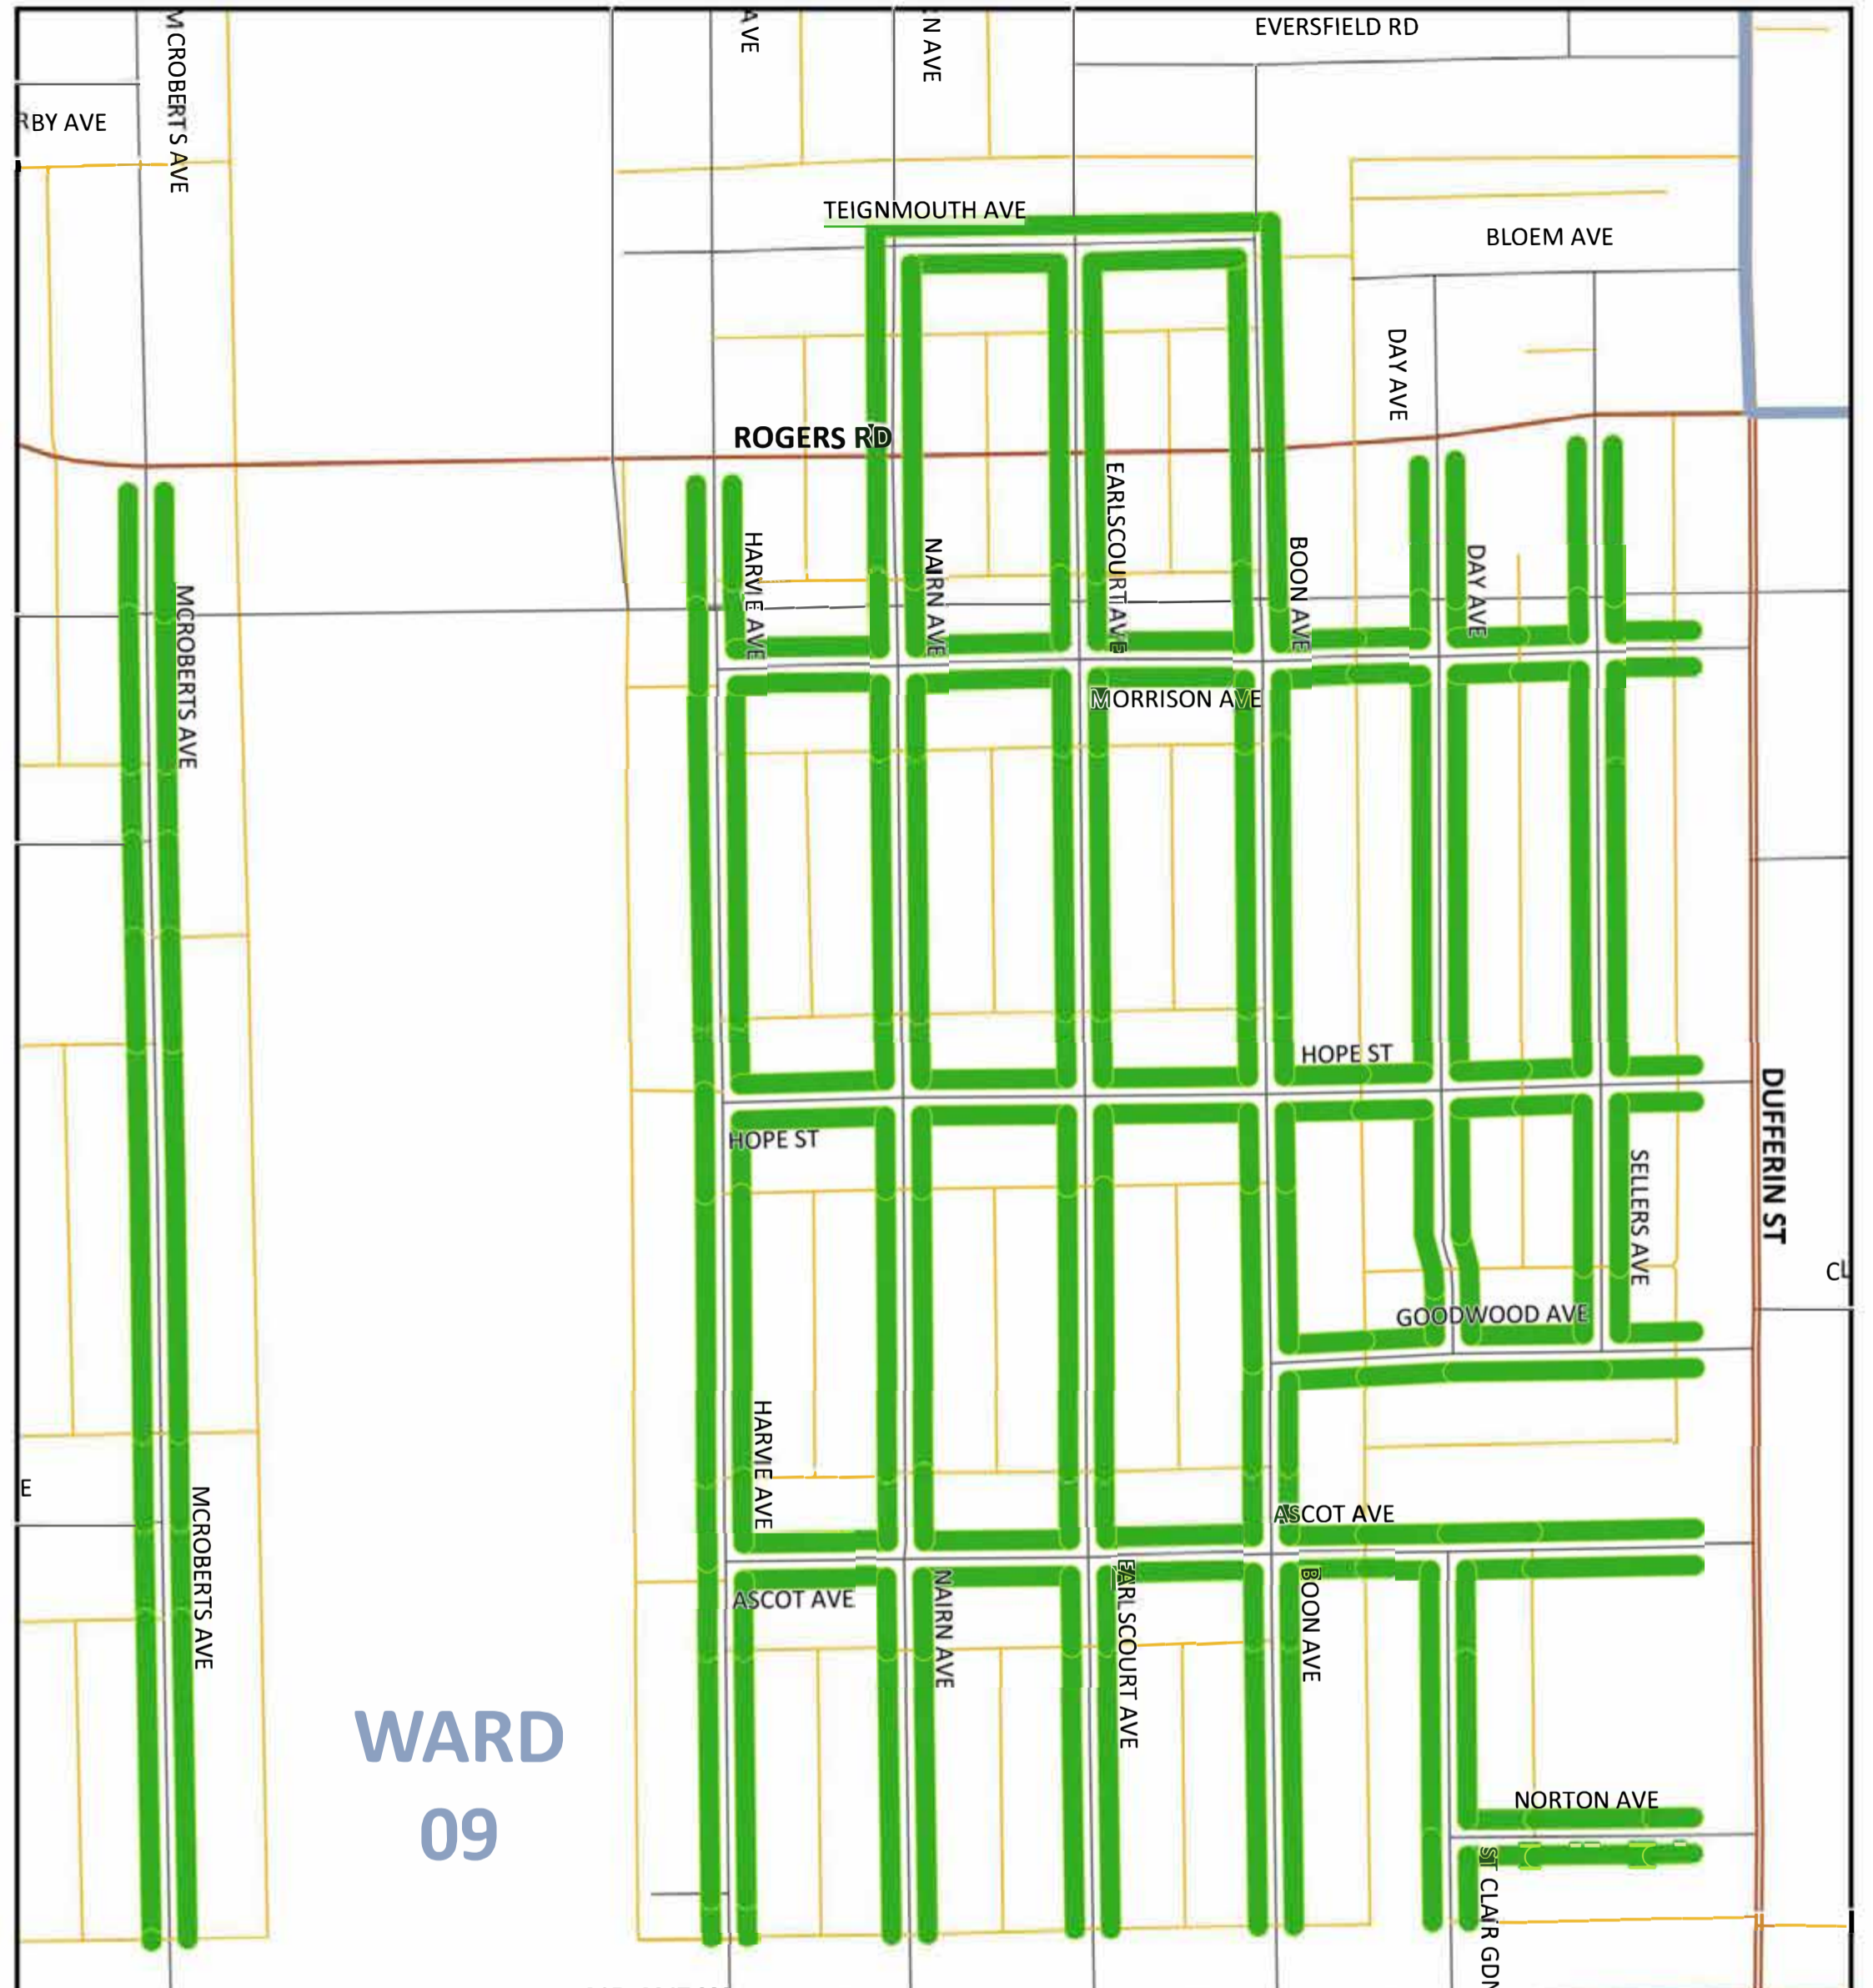 MCROBERTS AVE
AVE
N AVE
EVERSFIELD RD
RBY AVE
TEIGNMOUTH AVE
BLOEM AVE
DAY AVE
ROGERS RD
HARVIE AVE
NAIRN AVE
EARLSCOURT AVE
BOON AVE
DAY AVE
MCROBERTS AVE
MORRISON AVE
HOPE ST
HOPE ST
DUFFERIN ST
SELLERS AVE
CL
GOODWOOD AVE
HARVIE AVE
E
MCROBERTS AVE
ASCOT AVE
ASCOT AVE
NAIRN AVE
EARLSCOURT AVE
BOON AVE
WARD
09
NORTON AVE
ST CLAIR GDN